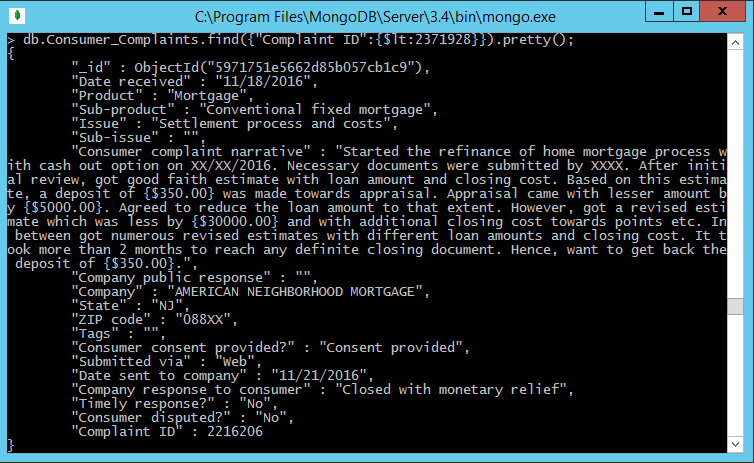 C:\Program Files\MongoDB\Server\3.4\bin\mongo.exe
> db.Consumer_Complaints.find({"Complaint ID":{$lt:2371928}}).pretty();
{
        "_id" : ObjectId("5971751e5662d85b057cb1c9"),
        "Date received" : "11/18/2016",
        "Product" : "Mortgage",
        "Sub-product" : "Conventional fixed mortgage",
        "Issue" : "Settlement process and costs",
        "Sub-issue" : "",
        "Consumer complaint narrative" : "Started the refinance of home mortgage process w
ith cash out option on XX/XX/2016. Necessary documents were submitted by XXXX. After initi
al review, got good faith estimate with loan amount and closing cost. Based on this estima
te, a deposit of {$350.00} was made towards appraisal. Appraisal came with lesser amount b
y {$5000.00}. Agreed to reduce the loan amount to that extent. However, got a revised esti
mate which was less by {$30000.00} and with additional closing cost towards points etc. In
 between got numerous revised estimates with different loan amounts and closing cost. It t
ook more than 2 months to reach any definite closing document. Hence, want to get back the
 deposit of {$350.00}.",
        "Company public response" : "",
        "Company" : "AMERICAN NEIGHBORHOOD MORTGAGE",
        "State" : "NJ",
        "ZIP code" : "088XX",
        "Tags" : "",
        "Consumer consent provided?" : "Consent provided",
        "Submitted via" : "Web",
        "Date sent to company" : "11/21/2016",
        "Company response to consumer" : "Closed with monetary relief",
        "Timely response?" : "No",
        "Consumer disputed?" : "No",
        "Complaint ID" : 2216206
}